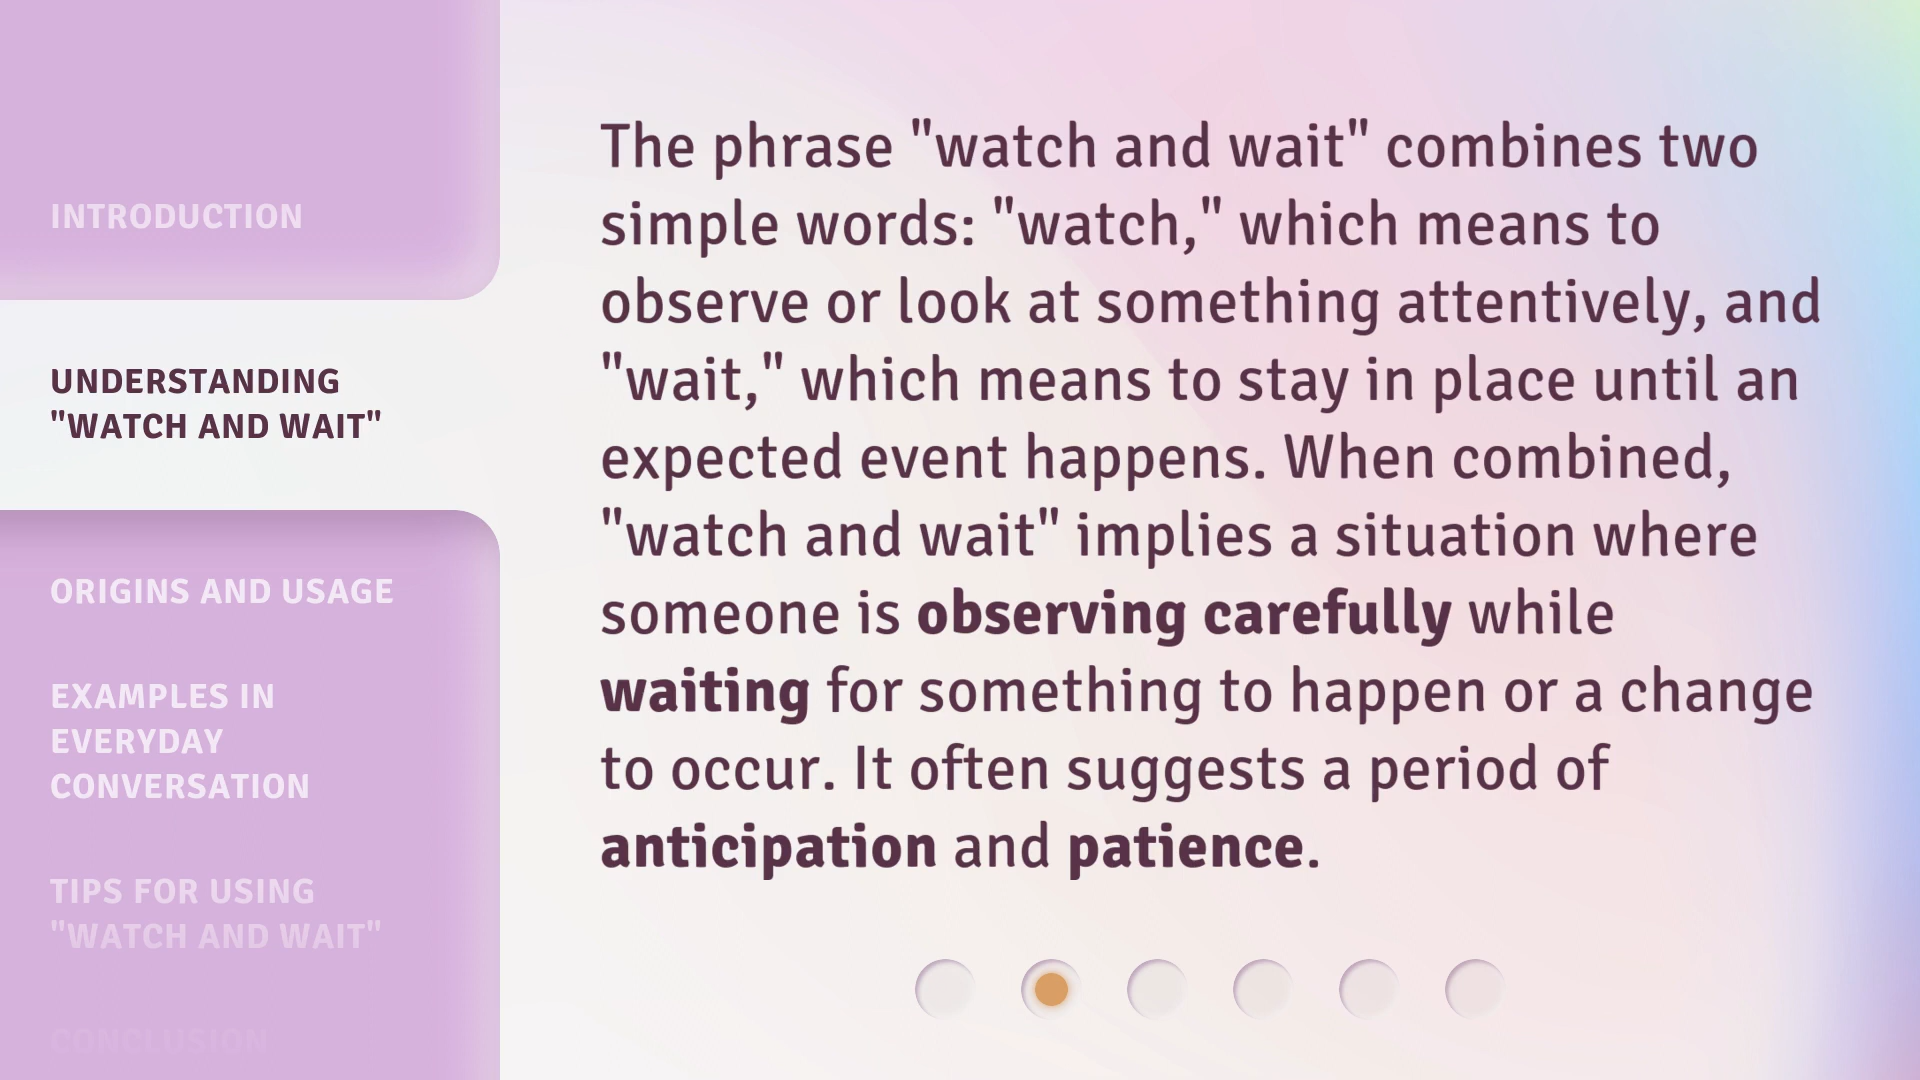 INTRODUCTION
UNDERSTANDING
"WATCH AND WAIT"
ORIGINS AND USAGE
EXAMPLES IN
EVERYDAY
CONVERSATION
TIPS FOR USING
"WATCH AND WAIT"
CONCLUSION
The phrase "watch and wait" combines two
simple words: "watch," which means to
observe or look at something attentively, and
"wait," which means to stay in place until an
expected event happens. When combined,
"watch and wait" implies a situation where
someone is observing carefully while
waiting for something to happen or a change
to occur. It often suggests a period of
anticipation and patience.